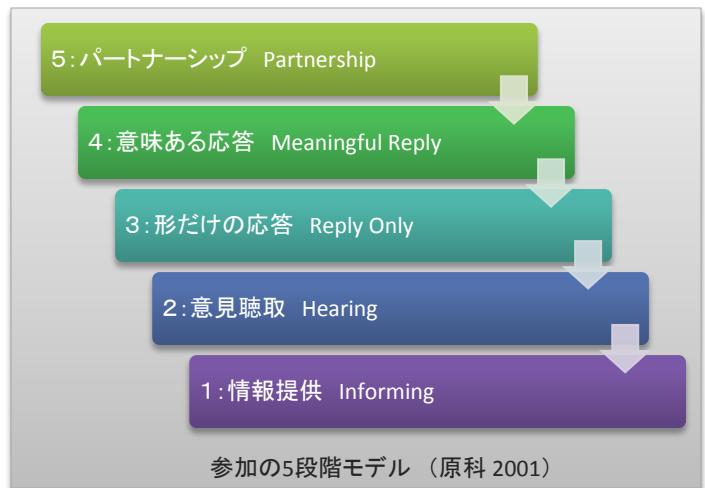 ５：パートナーシップ Partnership
４：意味ある応答 Meaningful Reply
３：形だけの応答 Reply Only
２：意見聴取 Hearing
１：情報提供 Informing
参加の5段階モデル （原科 2001）